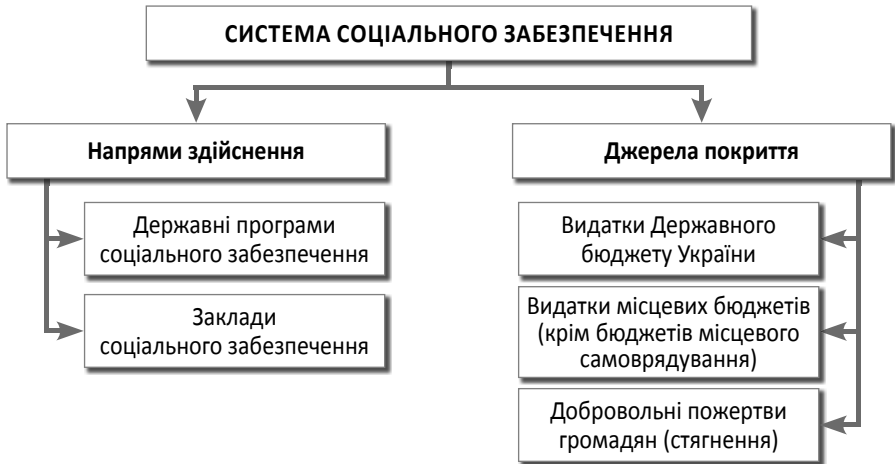 СИСТЕМА СОЦІАЛЬНОГО ЗАБЕЗПЕЧЕННЯ
Напрями здійснення
Державні програми
соціального забезпечення
Заклади
соціального забезпечення
Джерела покриття
Видатки Державного
бюджету України
Видатки місцевих бюджетів
(крім бюджетів місцевого
самоврядування)
Добровольні пожертви
громадян (стягнення)